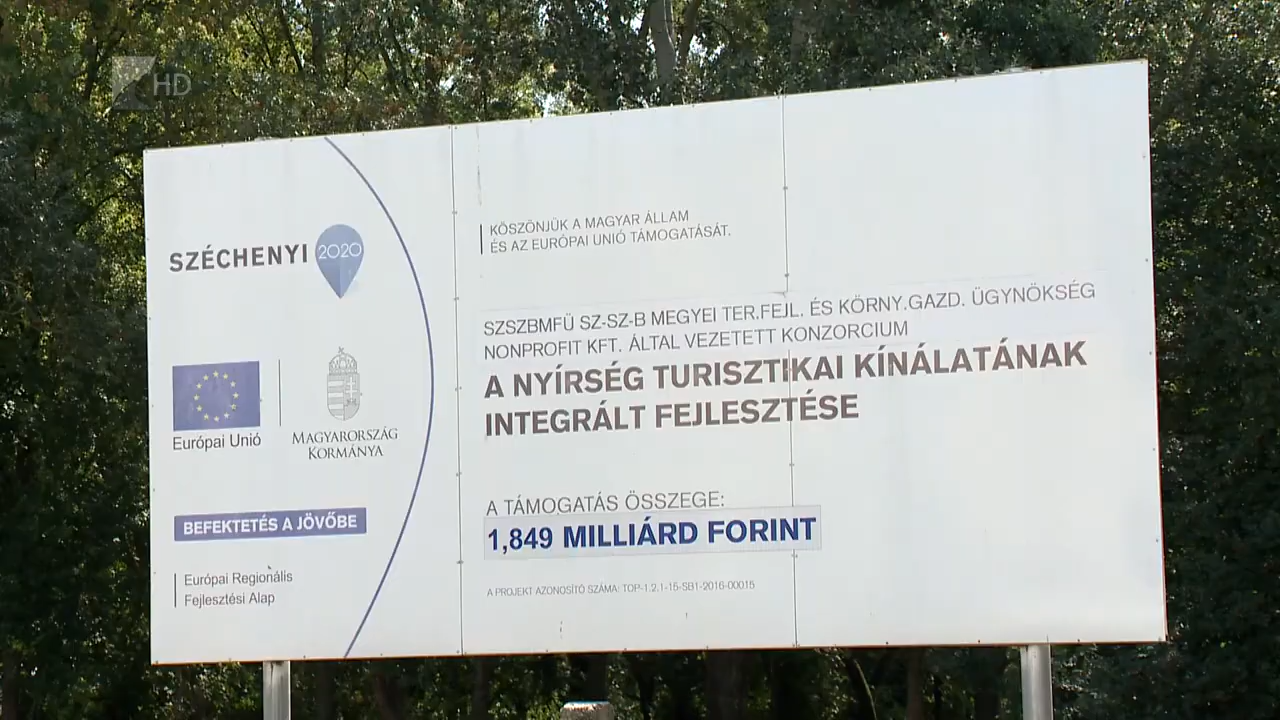 HD
SZÉCHENYI 2020
Európai Unió
MAGYARORSZÁG
KORMÁNYA
BEFEKTETÉS A JÖVŐBE
Európai Regionális
Fejlesztési Alap
KÖSZÖNJÜK A MAGYAR ÁLLAM
ÉS AZ EURÓPAI UNIÓ TÁMOGATÁSÁT.
SZSZBMFÜ SZ-SZ-B MEGYEI TER.FEJL. ÉS KÖRNY.GAZD. ÜGYNÖKSÉG
NONPROFIT KFT. ÁLTAL VEZETETT KONZORCIUM
A NYÍRSÉG TURISZTIKAI KÍNÁLATÁNAK
INTEGRÁLT FEJLESZTÉSE
A TÁMOGATÁS ÖSSZEGE:
1,849 MILLIÁRD FORINT
A PROJEKT AZONOSÍTÓ SZÁMA: TOP-1.2.1-15-SB1-2016-00015